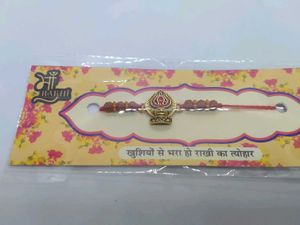 माँ
RAKHI
खुशियों से भरा हो राखी का त्योहार